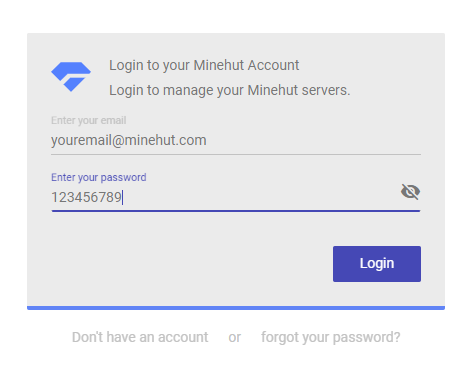 Login to your Minehut Account
Login to manage your Minehut servers.
Enter your email
youremail@minehut.com
Enter your password
123456789
Login
Don't have an account or forgot your password?